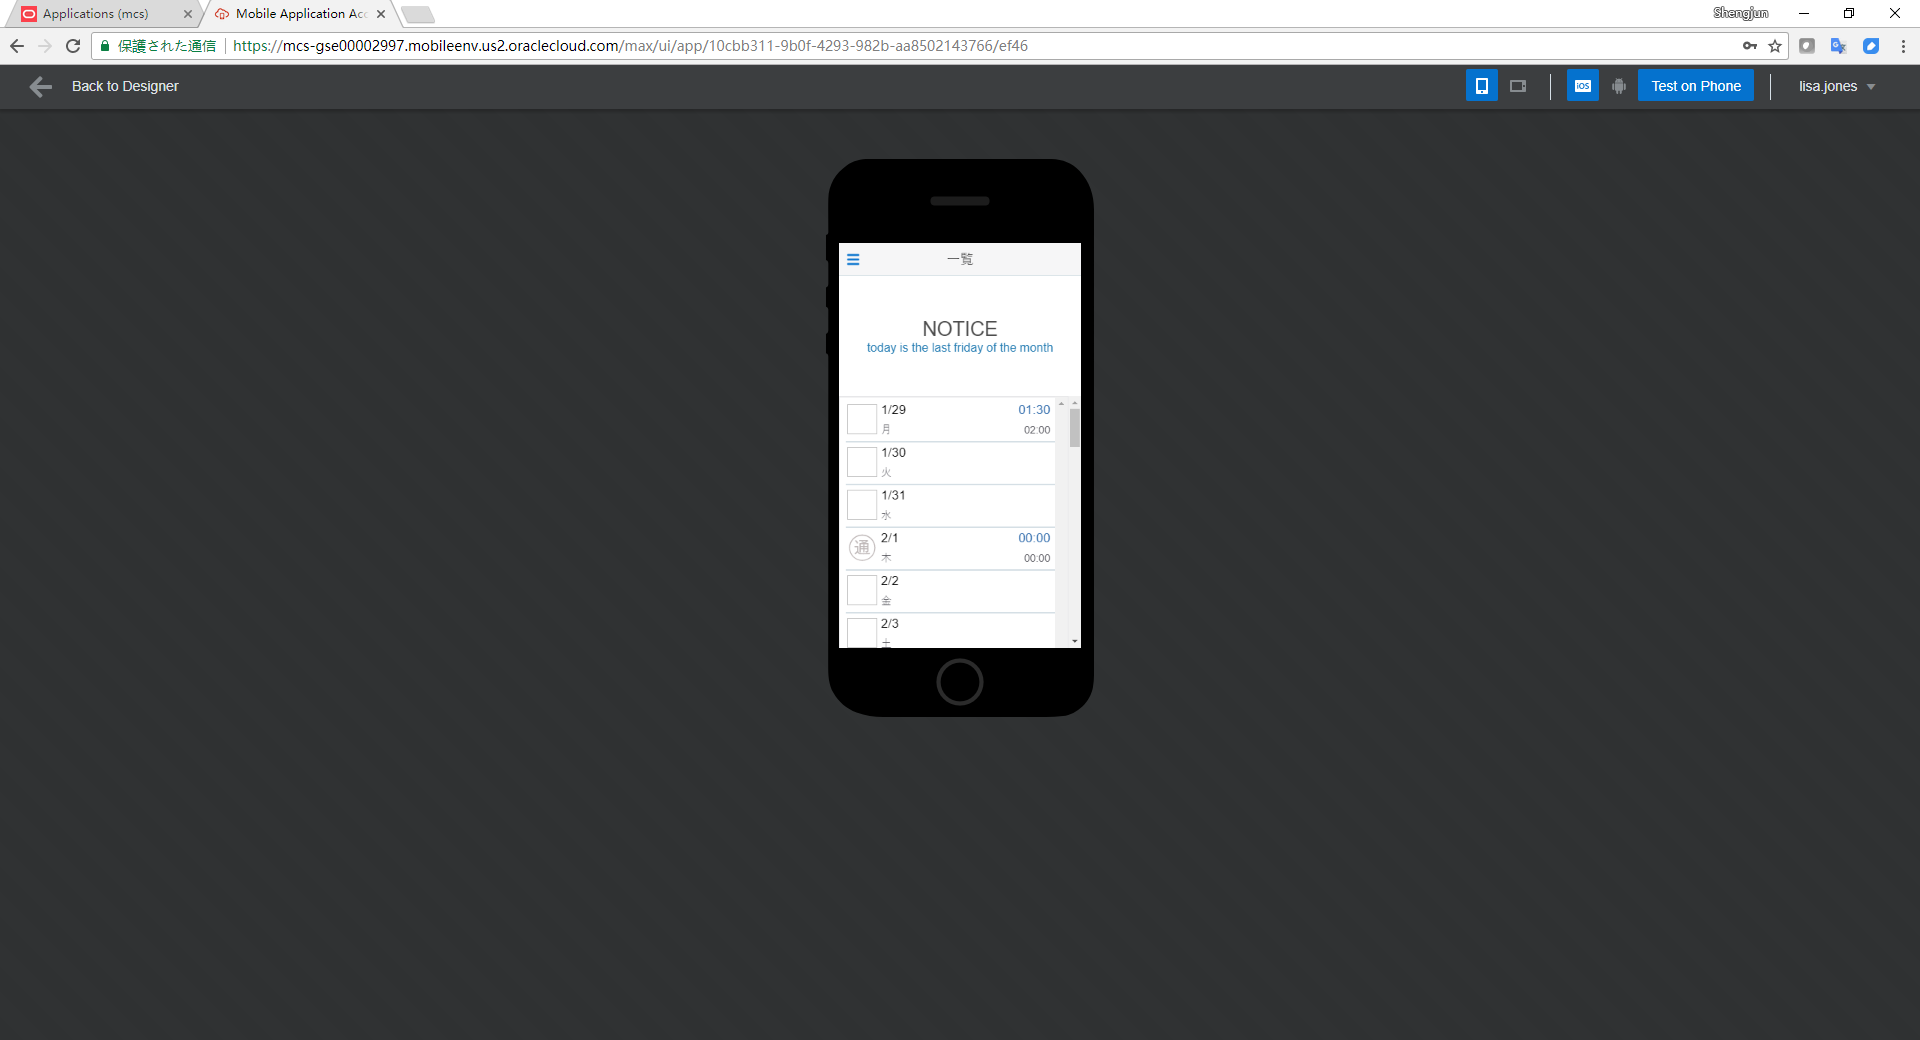 Applications (mcs)
Mobile Application Acc
Shengjun
保護された通信
https://mcs-gse00002997.mobileenv.us2.oraclecloud.com/max/ui/app/10cbb311-9b0f-4293-982b-aa8502143766/ef46
Back to Designer
iOS
Test on Phone
lisa.jones
一覧
NOTICE
today is the last friday of the month
1/29 01:30
月 02:00
1/30
火
1/31
水
通 2/1 00:00
木 00:00
2/2
金
2/3
土